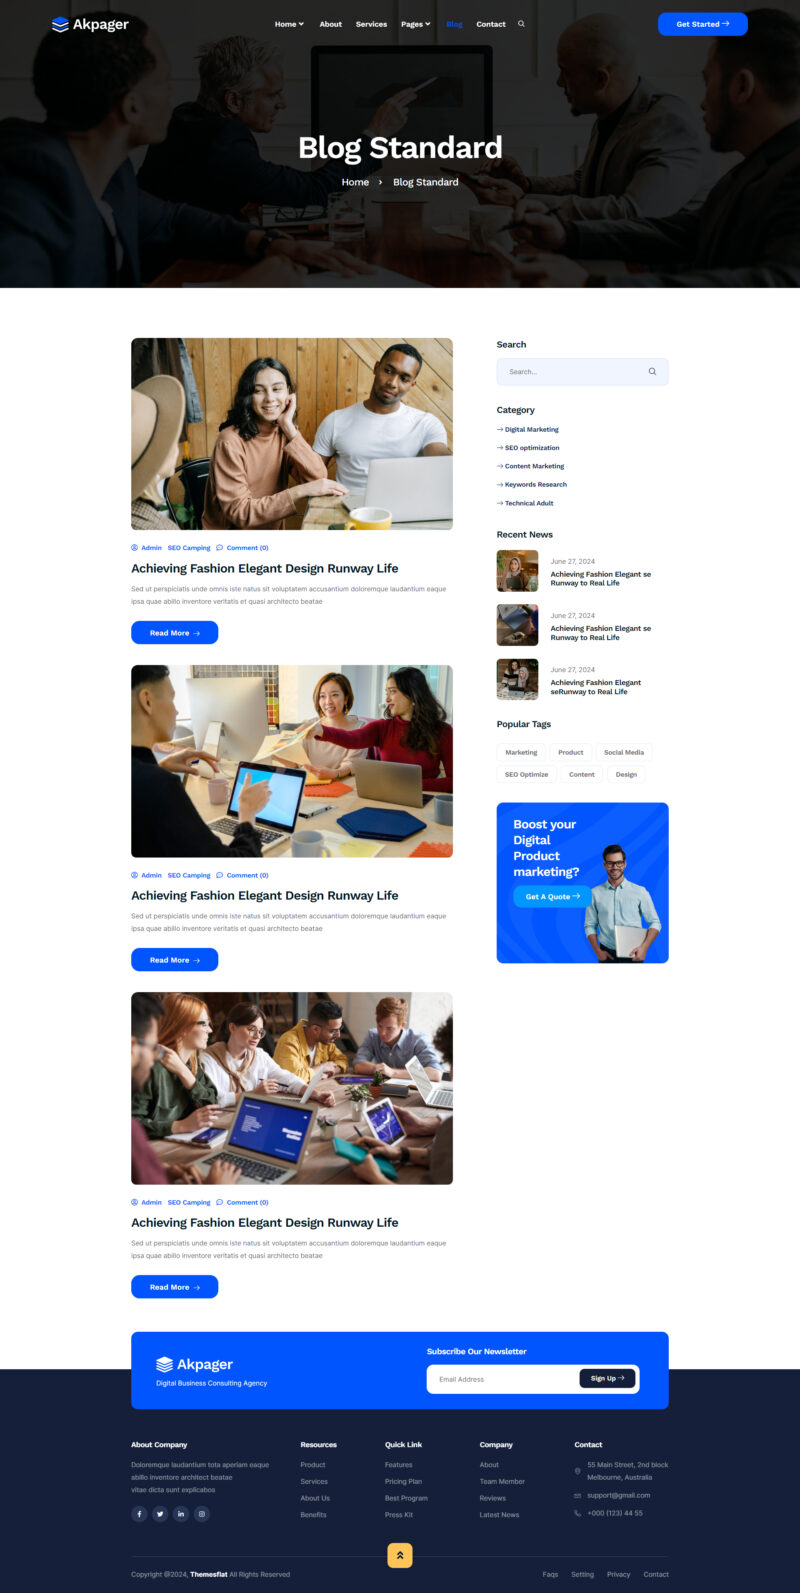 Akpager
Home About Services Pages Blog Contact
Get Started
Blog Standard
Home > Blog Standard
Admin SEO Camping Comment (0)
Achieving Fashion Elegant Design Runway Life
Sed ut perspiciatis unde omnis iste natus sit voluptatem accusantium doloremque laudantium eaque
ipsa quae abillo inventore veritatis et quasi architecto beatae
Read More
Admin SEO Camping Comment (0)
Achieving Fashion Elegant Design Runway Life
Sed ut perspiciatis unde omnis iste natus sit voluptatem accusantium doloremque laudantium eaque
ipsa quae abillo inventore veritatis et quasi architecto beatae
Read More
Admin SEO Camping Comment (0)
Achieving Fashion Elegant Design Runway Life
Sed ut perspiciatis unde omnis iste natus sit voluptatem accusantium doloremque laudantium eaque
ipsa quae abillo inventore veritatis et quasi architecto beatae
Read More
Search
Search...
Category
Digital Marketing
SEO optimization
Content Marketing
Keywords Research
Technical Adult
Recent News
June 27, 2024
Achieving Fashion Elegant se
Runway to Real Life
June 27, 2024
Achieving Fashion Elegant se
Runway to Real Life
June 27, 2024
Achieving Fashion Elegant
seRunway to Real Life
Popular Tags
Marketing Product Social Media
SEO Optimize Content Design
Boost your
Digital
Product
marketing?
Get A Quote
Akpager
Digital Business Consulting Agency
Subscribe Our Newsletter
Email Address
Sign Up
About Company
Doloremque laudantium tota aperiam eaque
abillo inventore architect beatae
vitae dicta sunt explicabos
Resources
Product
Services
About Us
Benefits
Quick Link
Features
Pricing Plan
Best Program
Press Kit
Company
About
Team Member
Reviews
Latest News
Contact
55 Main Street, 2nd block
Melbourne, Australia
support@gmail.com
+000 (123) 44 55
Copyright @2024, Themesflat All Rights Reserved
Faqs Setting Privacy Contact